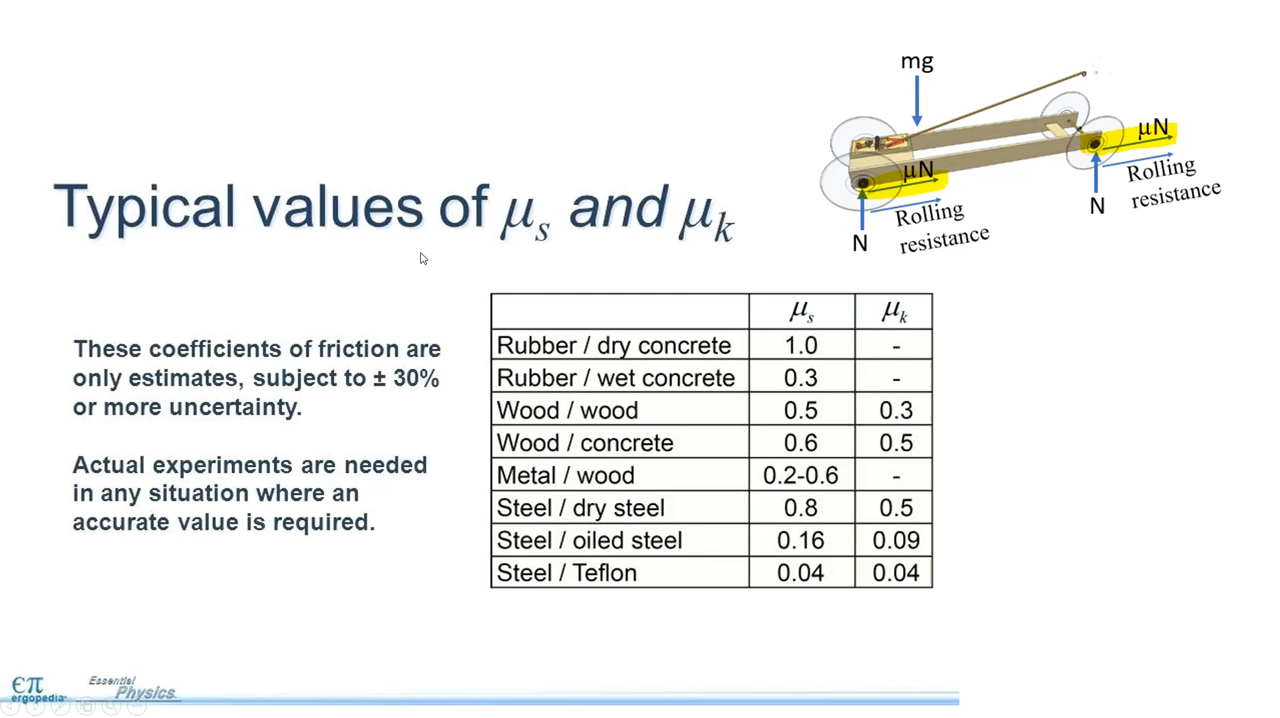 mg
μN
Rolling
resistance
N
μN
Rolling
resistance
N
Typical values of μs and μk
These coefficients of friction are
only estimates, subject to ± 30%
or more uncertainty.
Actual experiments are needed
in any situation where an
accurate value is required.
μs μk
Rubber / dry concrete 1.0 -
Rubber / wet concrete 0.3 -
Wood / wood 0.5 0.3
Wood / concrete 0.6 0.5
Metal / wood 0.2-0.6 -
Steel / dry steel 0.8 0.5
Steel / oiled steel 0.16 0.09
Steel / Teflon 0.04 0.04
επ
ergopedia
Essential
Physics